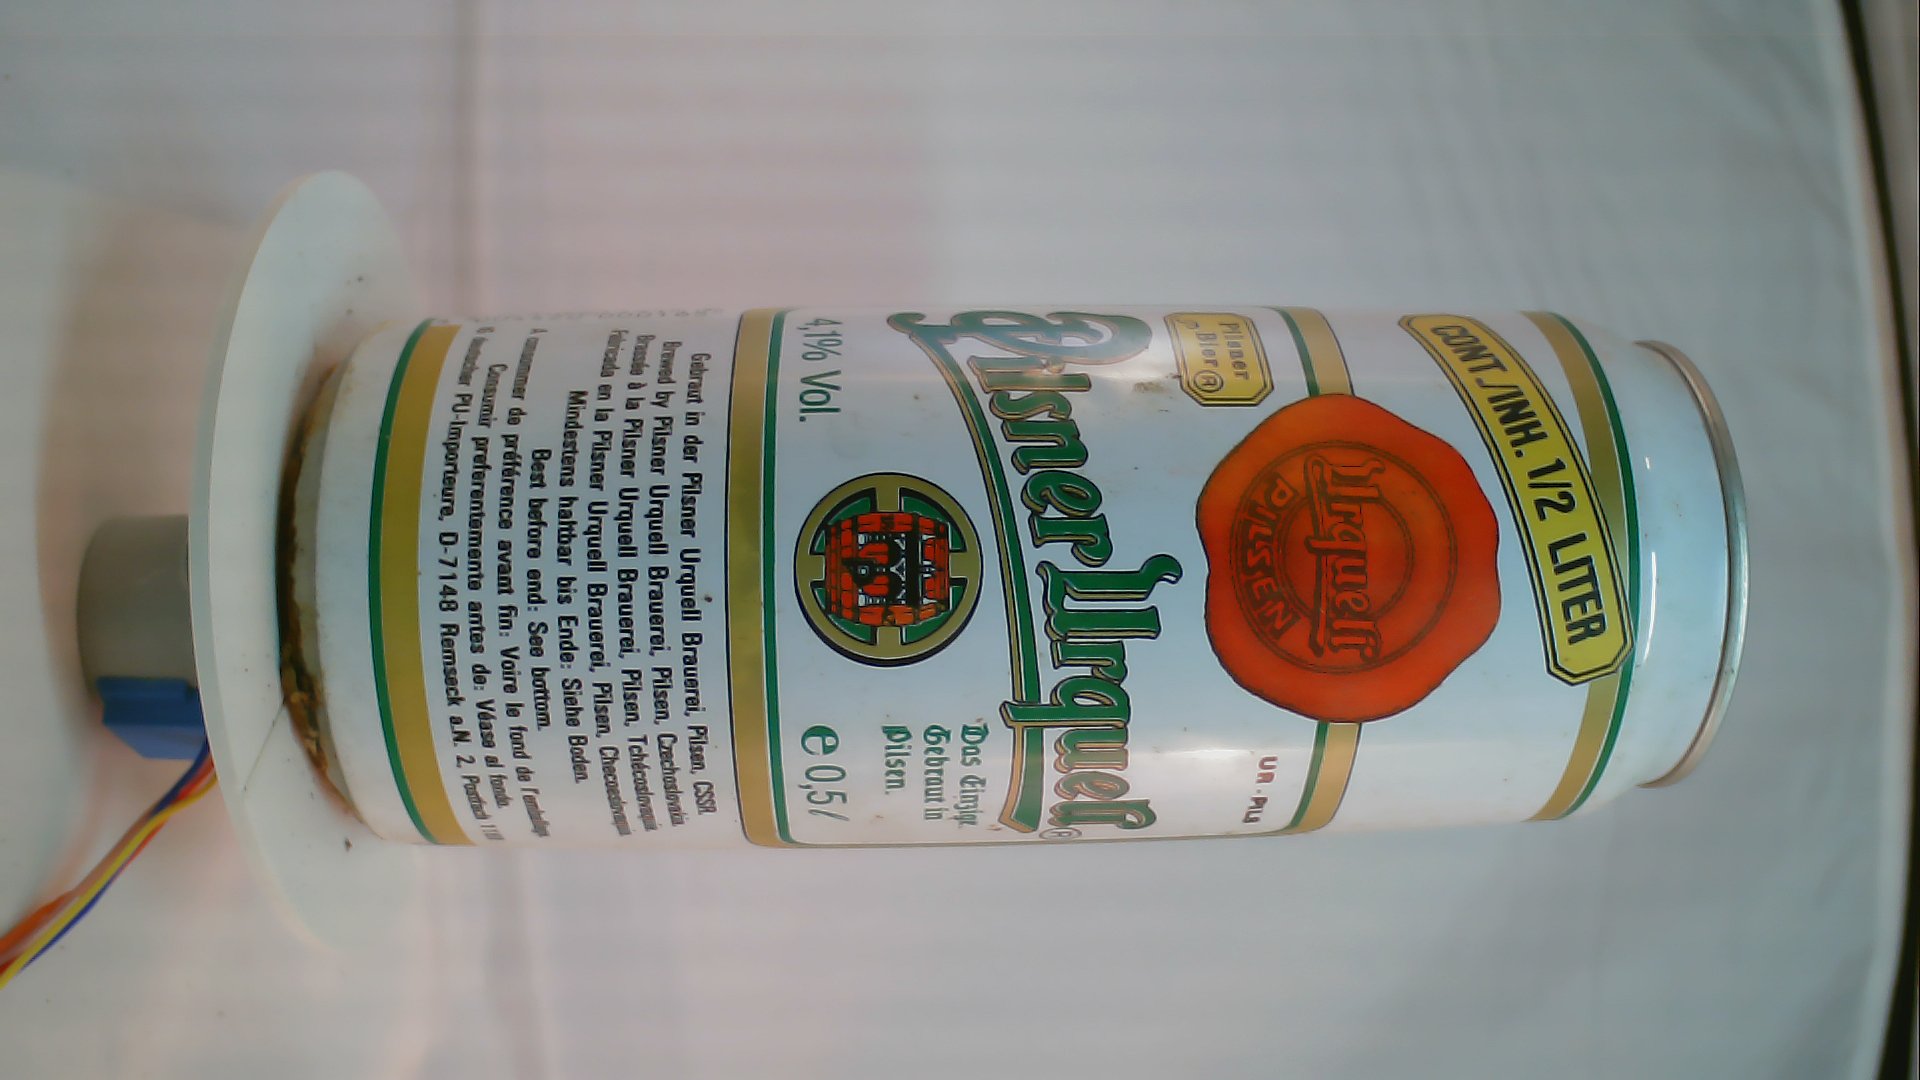 CONT./INH. 1/2 LITER
Urquell
PILSEN
Pilsner
Bier ®
UR-PILS
Pilsner Urquell ®
"Das Einzige,
Gebraut in
Pilsen."
4,1% Vol.
e 0,5 l
Gebraut in der Pilsner Urquell Brauerei, Pilsen, CSSR.
Brewed by Pilsner Urquell Brauerei, Pilsen, Czechoslovakia.
Brassée à la Pilsner Urquell Brauerei, Pilsen, Tchécoslovaquie
Fabricada en la Pilsner Urquell Brauerei, Pilsen, Checoeslovaquia
Mindestens haltbar bis Ende: Siehe Boden.
Best before end: See bottom.
A consommer de préférence avant fin: Voire le fond de l'emballage
Consumir preferentemente antes de: Véase al fondo.
PU-Importeure, D-7148 Remseck a.N. 2, Postfach